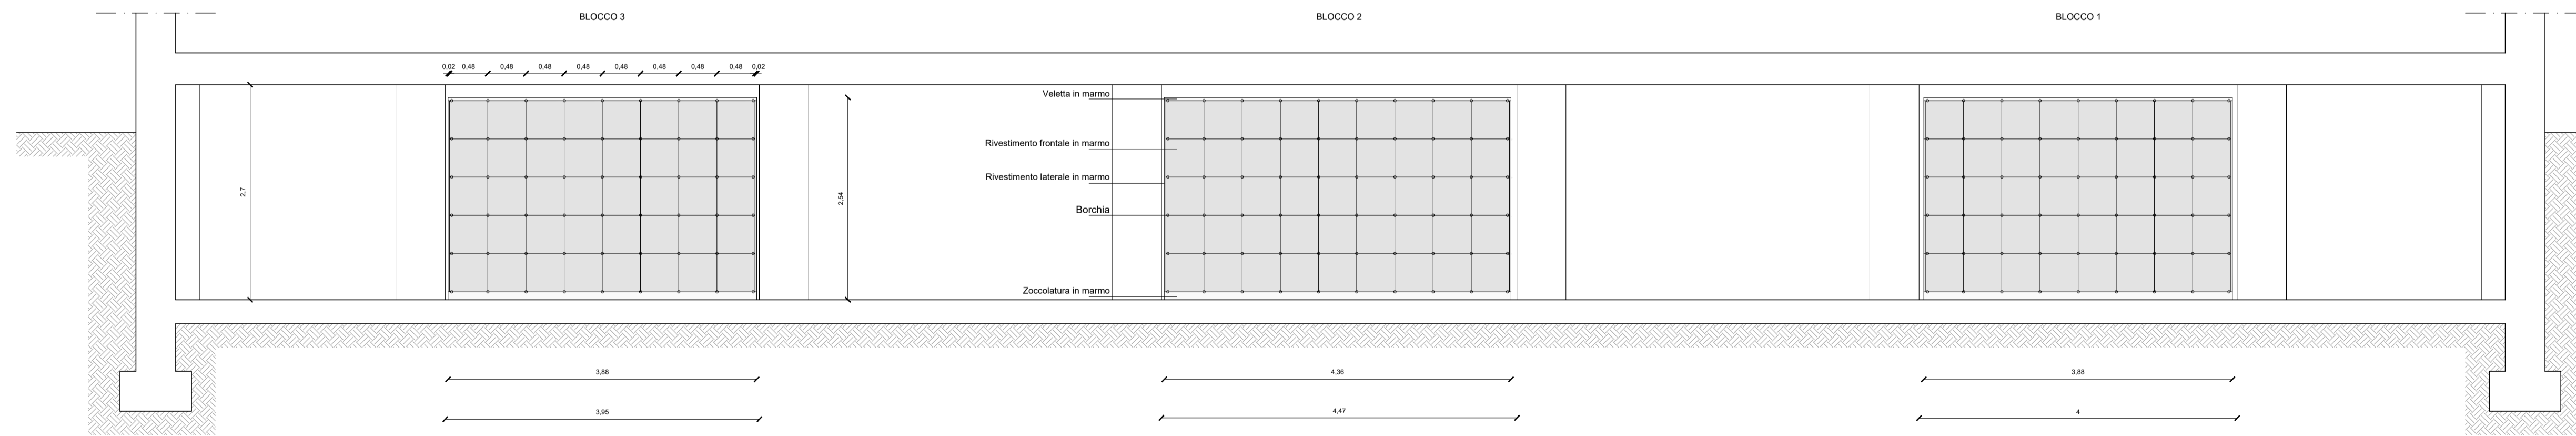 BLOCCO 3
BLOCCO 2
BLOCCO 1
0,02 0,48 0,48 0,48 0,48 0,48 0,48 0,48 0,48 0,02
Veletta in marmo
Rivestimento frontale in marmo
Rivestimento laterale in marmo
2,7
2,54
Borchia
Zoccolatura in marmo
3,88
4,36
3,88
3,95
4,47
4